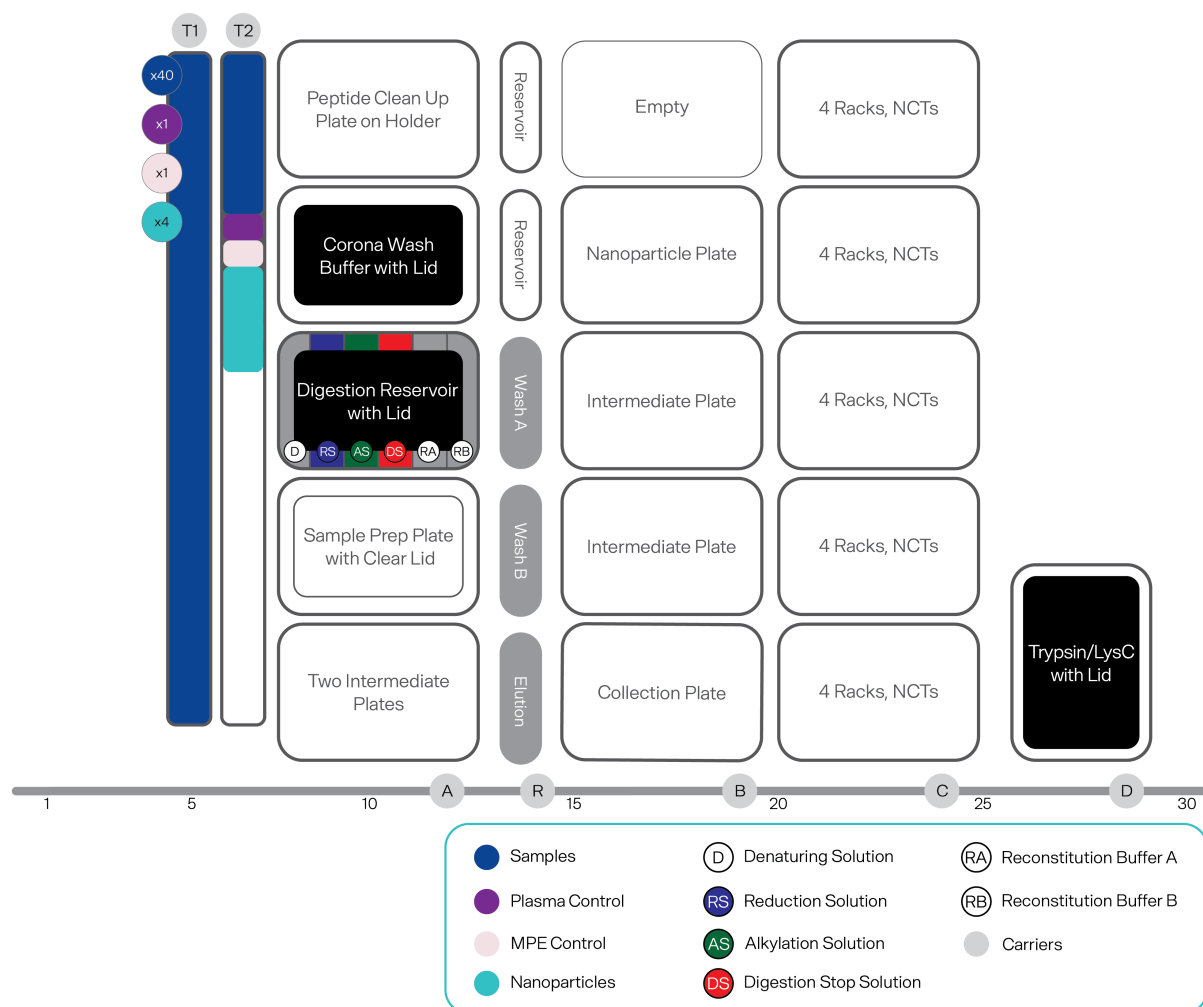 T1
T2
x40
x1
x1
x4
Peptide Clean Up
Plate on Holder
Reservoir
Empty
4 Racks, NCTs
Corona Wash
Buffer with Lid
Reservoir
Nanoparticle Plate
4 Racks, NCTs
Digestion Reservoir
with Lid
D
RS
AS
DS
RA
RB
Wash A
Intermediate Plate
4 Racks, NCTs
Sample Prep Plate
with Clear Lid
Wash B
Intermediate Plate
4 Racks, NCTs
Two Intermediate
Plates
Elution
Collection Plate
4 Racks, NCTs
Trypsin/LysC
with Lid
A
R
B
C
D
1
5
10
15
20
25
30
Samples
Plasma Control
MPE Control
Nanoparticles
D Denaturing Solution
RS Reduction Solution
AS Alkylation Solution
DS Digestion Stop Solution
RA Reconstitution Buffer A
RB Reconstitution Buffer B
Carriers